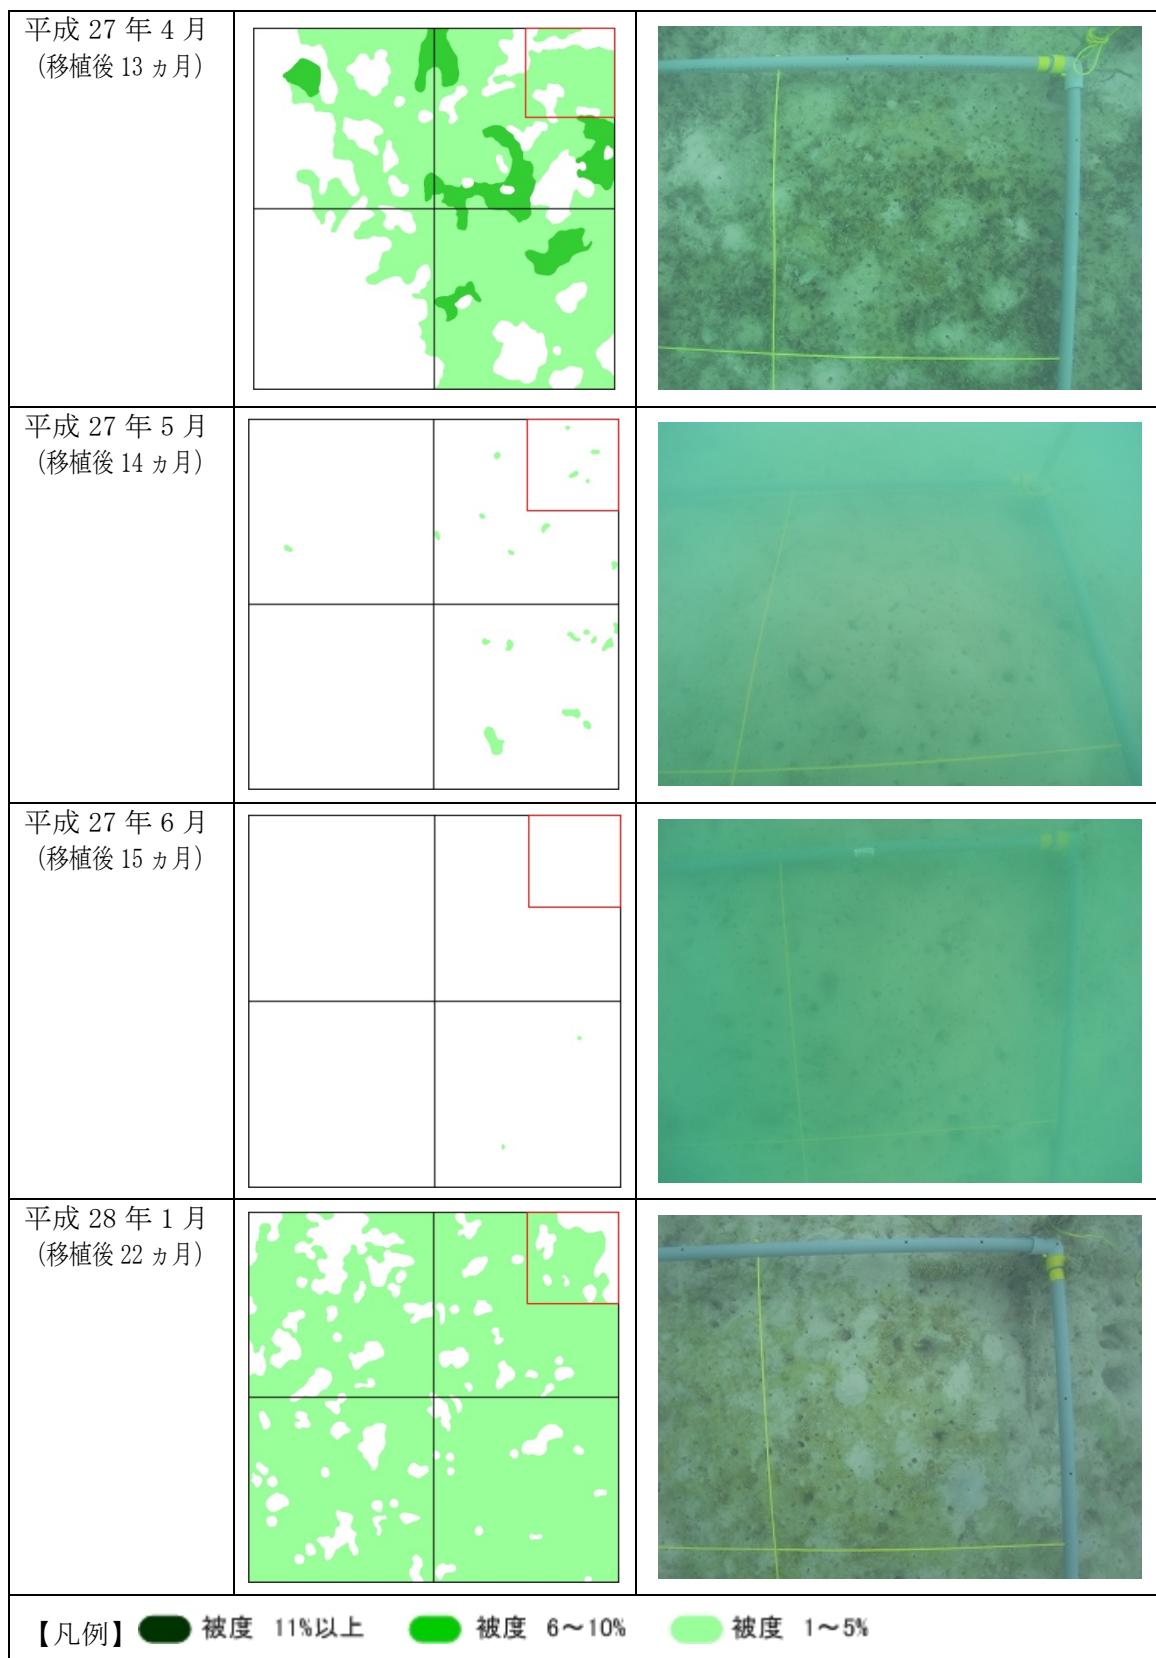 平成 27 年 4 月
（移植後 13 ヵ月）
平成 27 年 5 月
（移植後 14 ヵ月）
平成 27 年 6 月
（移植後 15 ヵ月）
平成 28 年 1 月
（移植後 22 ヵ月）
【凡例】 被度 11%以上 被度 6～10% 被度 1～5%